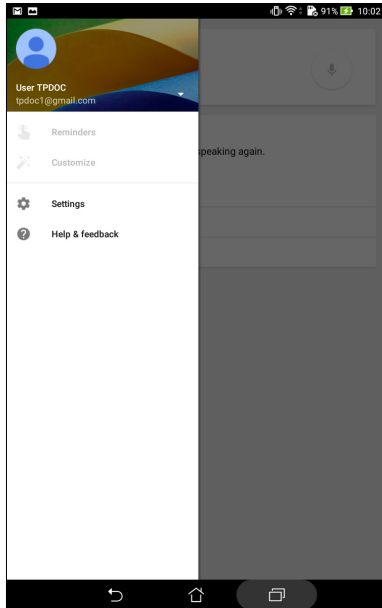 91% 10:02
User TPDOC
tpdoc1@gmail.com
Reminders
speaking again.
Customize
Settings
Help & feedback